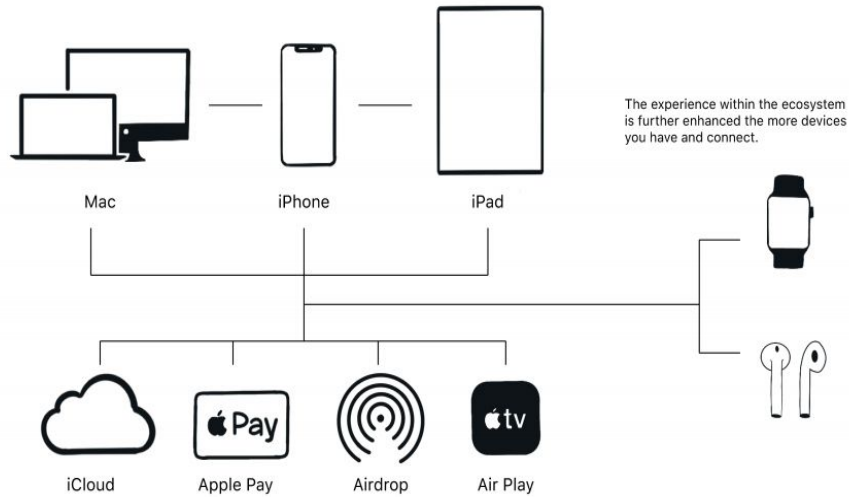 The experience within the ecosystem
is further enhanced the more devices
you have and connect.
Mac
iPhone
iPad
Pay
tv
iCloud
Apple Pay
Airdrop
Air Play